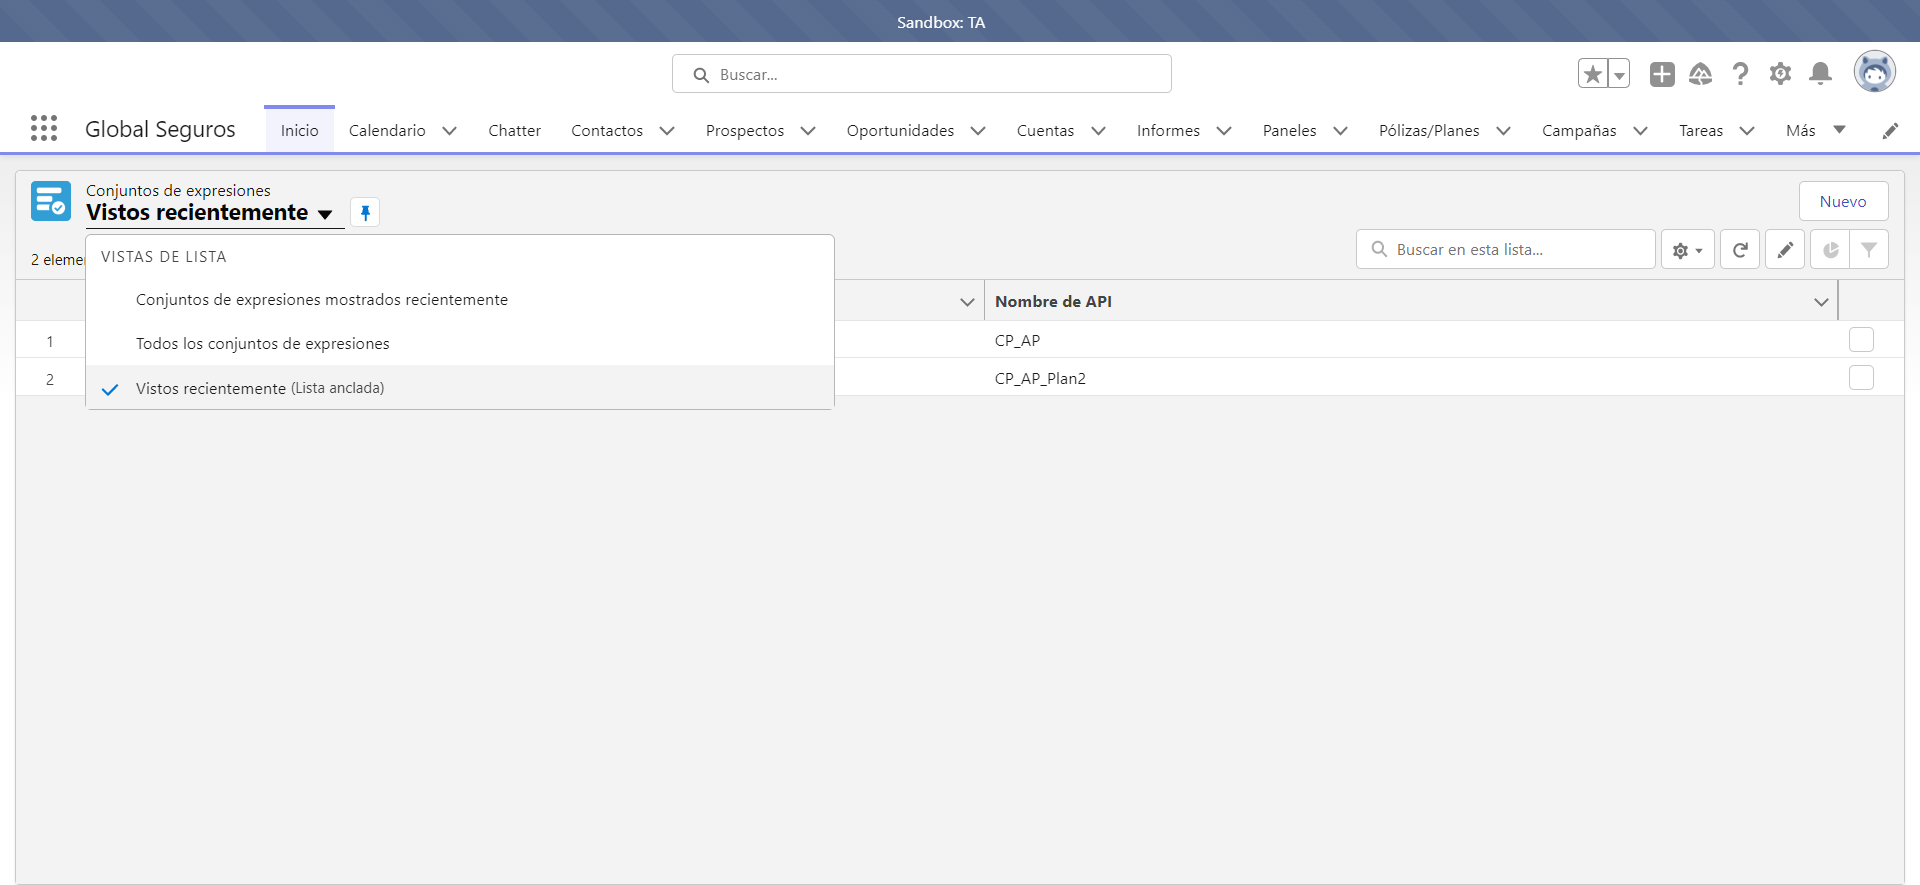 Sandbox: TA
Buscar...
Global Seguros
Inicio
Calendario
Chatter
Contactos
Prospectos
Oportunidades
Cuentas
Informes
Paneles
Pólizas/Planes
Campañas
Tareas
Más
Conjuntos de expresiones
Vistos recientemente
Nuevo
2
Buscar en esta lista...
VISTAS DE LISTA
Conjuntos de expresiones mostrados recientemente
Todos los conjuntos de expresiones
Vistos recientemente (Lista anclada)
Nombre de API
1
CP_AP
2
CP_AP_Plan2